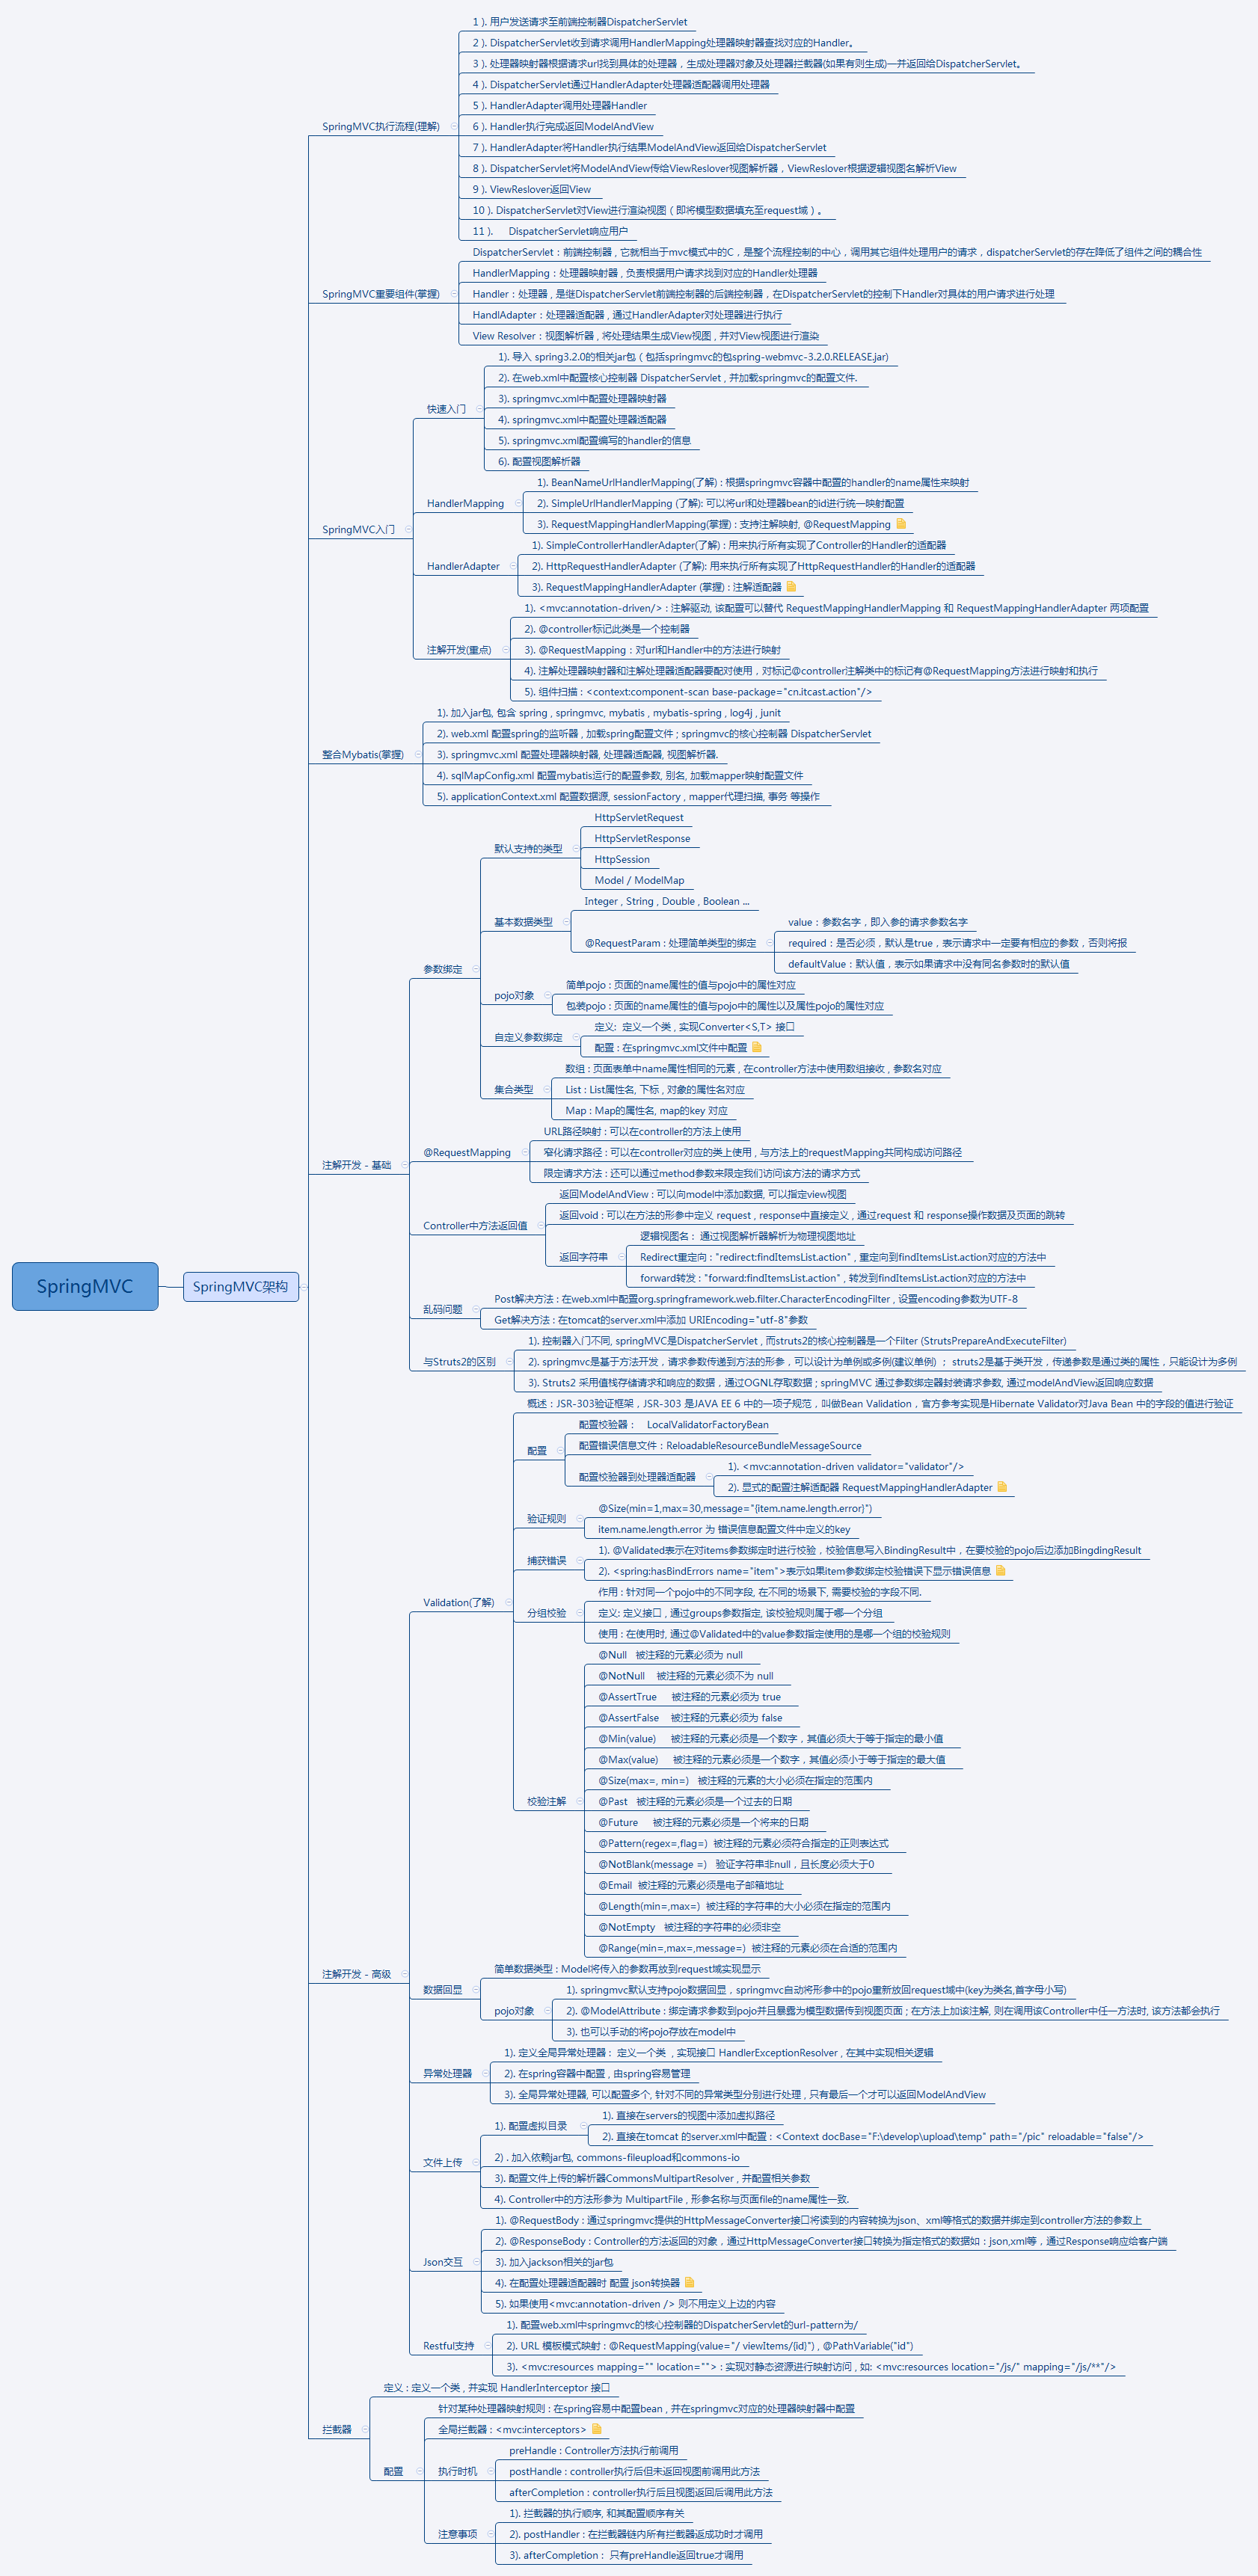 SpringMVC
SpringMVC架构
SpringMVC执行流程(理解)
1 ). 用户发送请求至前端控制器DispatcherServlet
2 ). DispatcherServlet收到请求调用HandlerMapping处理器映射器查找对应的Handler。
3 ). 处理器映射器根据请求url找到具体的处理器，生成处理器对象及处理器拦截器(如果有则生成)一并返回给DispatcherServlet。
4 ). DispatcherServlet通过HandlerAdapter处理器适配器调用处理器
5 ). HandlerAdapter调用处理器Handler
6 ). Handler执行完成返回ModelAndView
7 ). HandlerAdapter将Handler执行结果ModelAndView返回给DispatcherServlet
8 ). DispatcherServlet将ModelAndView传给ViewReslover视图解析器，ViewReslover根据逻辑视图名解析View
9 ). ViewReslover返回View
10 ). DispatcherServlet对View进行渲染视图（即将模型数据填充至request域）。
11 ). DispatcherServlet响应用户
SpringMVC重要组件(掌握)
DispatcherServlet：前端控制器 , 它就相当于mvc模式中的C，是整个流程控制的中心，调用其它组件处理用户的请求，dispatcherServlet的存在降低了组件之间的耦合性
HandlerMapping：处理器映射器 , 负责根据用户请求找到对应的Handler处理器
Handler：处理器 , 是继DispatcherServlet前端控制器的后端控制器，在DispatcherServlet的控制下Handler对具体的用户请求进行处理
HandlAdapter：处理器适配器 , 通过HandlerAdapter对处理器进行执行
View Resolver：视图解析器 , 将处理结果生成View视图 , 并对View视图进行渲染
SpringMVC入门
快速入门
1). 导入 spring3.2.0的相关jar包（包括springmvc的包spring-webmvc-3.2.0.RELEASE.jar)
2). 在web.xml中配置核心控制器 DispatcherServlet , 并加载springmvc的配置文件.
3). springmvc.xml中配置处理器映射器
4). springmvc.xml中配置处理器适配器
5). springmvc.xml配置编写的handler的信息
6). 配置视图解析器
HandlerMapping
1). BeanNameUrlHandlerMapping(了解) : 根据springmvc容器中配置的handler的name属性来映射
2). SimpleUrlHandlerMapping (了解): 可以将url和处理器bean的id进行统一映射配置
3). RequestMappingHandlerMapping(掌握) : 支持注解映射, @RequestMapping
HandlerAdapter
1). SimpleControllerHandlerAdapter(了解) : 用来执行所有实现了Controller的Handler的适配器
2). HttpRequestHandlerAdapter (了解): 用来执行所有实现了HttpRequestHandler的Handler的适配器
3). RequestMappingHandlerAdapter (掌握) : 注解适配器
注解开发(重点)
1). <mvc:annotation-driven/> : 注解驱动, 该配置可以替代 RequestMappingHandlerMapping 和 RequestMappingHandlerAdapter 两项配置
2). @controller标记此类是一个控制器
3). @RequestMapping：对url和Handler中的方法进行映射
4). 注解处理器映射器和注解处理器适配器要配对使用，对标记@controller注解类中的标记有@RequestMapping方法进行映射和执行
5). 组件扫描 : <context:component-scan base-package="cn.itcast.action"/>
整合Mybatis(掌握)
1). 加入jar包, 包含 spring , springmvc, mybatis , mybatis-spring , log4j , junit
2). web.xml 配置spring的监听器 , 加载spring配置文件 ; springmvc的核心控制器 DispatcherServlet
3). springmvc.xml 配置处理器映射器, 处理器适配器, 视图解析器.
4). sqlMapConfig.xml 配置mybatis运行的配置参数, 别名, 加载mapper映射配置文件
5). applicationContext.xml 配置数据源, sessionFactory , mapper代理扫描, 事务 等操作
注解开发 - 基础
参数绑定
默认支持的类型
HttpServletRequest
HttpServletResponse
HttpSession
Model / ModelMap
基本数据类型
Integer , String , Double , Boolean ...
@RequestParam : 处理简单类型的绑定
value：参数名字，即入参的请求参数名字
required：是否必须，默认是true，表示请求中一定要有相应的参数，否则将报
defaultValue：默认值，表示如果请求中没有同名参数时的默认值
pojo对象
简单pojo : 页面的name属性的值与pojo中的属性对应
包装pojo : 页面的name属性的值与pojo中的属性以及属性pojo的属性对应
自定义参数绑定
定义: 定义一个类 , 实现Converter<S,T> 接口
配置 : 在springmvc.xml文件中配置
集合类型
数组 : 页面表单中name属性相同的元素 , 在controller方法中使用数组接收 , 参数名对应
List : List属性名, 下标 , 对象的属性名对应
Map : Map的属性名, map的key 对应
@RequestMapping
URL路径映射 : 可以在controller的方法上使用
窄化请求路径 : 可以在controller对应的类上使用 , 与方法上的requestMapping共同构成访问路径
限定请求方法 : 还可以通过method参数来限定我们访问该方法的请求方式
Controller中方法返回值
返回ModelAndView : 可以向model中添加数据, 可以指定view视图
返回void : 可以在方法的形参中定义 request , response中直接定义 , 通过request 和 response操作数据及页面的跳转
返回字符串
逻辑视图名： 通过视图解析器解析为物理视图地址
Redirect重定向 : "redirect:findItemsList.action" , 重定向到findItemsList.action对应的方法中
forward转发 : "forward:findItemsList.action" , 转发到findItemsList.action对应的方法中
乱码问题
Post解决方法 : 在web.xml中配置org.springframework.web.filter.CharacterEncodingFilter , 设置encoding参数为UTF-8
Get解决方法 : 在tomcat的server.xml中添加 URIEncoding="utf-8"参数
与Struts2的区别
1). 控制器入门不同, springMVC是DispatcherServlet , 而struts2的核心控制器是一个Filter (StrutsPrepareAndExecuteFilter)
2). springmvc是基于方法开发，请求参数传递到方法的形参，可以设计为单例或多例(建议单例) ； struts2是基于类开发，传递参数是通过类的属性，只能设计为多例
3). Struts2 采用值栈存储请求和响应的数据，通过OGNL存取数据 ; springMVC 通过参数绑定器封装请求参数, 通过modelAndView返回响应数据
注解开发 - 高级
Validation(了解)
概述 : JSR-303验证框架，JSR-303 是JAVA EE 6 中的一项子规范，叫做Bean Validation，官方参考实现是Hibernate Validator对Java Bean 中的字段的值进行验证
配置
配置校验器： LocalValidatorFactoryBean
配置错误信息文件：ReloadableResourceBundleMessageSource
配置校验器到处理器适配器
1). <mvc:annotation-driven validator="validator"/>
2). 显式的配置注解适配器 RequestMappingHandlerAdapter
验证规则
@Size(min=1,max=30,message="{item.name.length.error}")
item.name.length.error 为 错误信息配置文件中定义的key
捕获错误
1). @Validated表示在对items参数绑定时进行校验，校验信息写入BindingResult中，在要校验的pojo后边添加BingdingResult
2). <spring:hasBindErrors name="item">表示如果item参数绑定校验错误下显示错误信息
分组校验
作用 : 针对同一个pojo中的不同字段, 在不同的场景下, 需要校验的字段不同.
定义: 定义接口 , 通过groups参数指定, 该校验规则属于哪一个分组
使用 : 在使用时, 通过@Validated中的value参数指定使用的是哪一个组的校验规则
校验注解
@Null 被注释的元素必须为 null
@NotNull 被注释的元素必须不为 null
@AssertTrue 被注释的元素必须为 true
@AssertFalse 被注释的元素必须为 false
@Min(value) 被注释的元素必须是一个数字，其值必须大于等于指定的最小值
@Max(value) 被注释的元素必须是一个数字，其值必须小于等于指定的最大值
@Size(max=, min=) 被注释的元素的大小必须在指定的范围内
@Past 被注释的元素必须是一个过去的日期
@Future 被注释的元素必须是一个将来的日期
@Pattern(regex=,flag=) 被注释的元素必须符合指定的正则表达式
@NotBlank(message =) 验证字符串非null，且长度必须大于0
@Email 被注释的元素必须是电子邮箱地址
@Length(min=,max=) 被注释的字符串的大小必须在指定的范围内
@NotEmpty 被注释的字符串的必须非空
@Range(min=,max=,message=) 被注释的元素必须在合适的范围内
数据回显
简单数据类型 : Model将传入的参数再放到request域实现显示
pojo对象
1). springmvc默认支持pojo数据回显，springmvc自动将形参中的pojo重新放回request域中(key为类名,首字母小写)
2). @ModelAttribute : 绑定请求参数到pojo并且暴露为模型数据传到视图页面 ; 在方法上加该注解, 则在调用该Controller中任一方法时, 该方法都会执行
3). 也可以手动的将pojo存放在model中
异常处理器
1). 定义全局异常处理器： 定义一个类 , 实现接口 HandlerExceptionResolver , 在其中实现相关逻辑
2). 在spring容器中配置 , 由spring容易管理
3). 全局异常处理器, 可以配置多个, 针对不同的异常类型分别进行处理 , 只有最后一个才可以返回ModelAndView
文件上传
1). 配置虚拟目录
1). 直接在servers的视图中添加虚拟路径
2). 直接在tomcat 的server.xml中配置 : <Context docBase="F:\develop\upload\temp" path="/pic" reloadable="false"/>
2) . 加入依赖jar包, commons-fileupload和commons-io
3). 配置文件上传的解析器CommonsMultipartResolver , 并配置相关参数
4). Controller中的方法形参为 MultipartFile , 形参名称与页面file的name属性一致.
Json交互
1). @RequestBody : 通过springmvc提供的HttpMessageConverter接口将读到的内容转换为json、xml等格式的数据并绑定到controller方法的参数上
2). @ResponseBody : Controller的方法返回的对象，通过HttpMessageConverter接口转换为指定格式的数据如：json,xml等，通过Response响应给客户端
3). 加入jackson相关的jar包
4). 在配置处理器适配器时 配置 json转换器
5). 如果使用<mvc:annotation-driven /> 则不用定义上边的内容
Restful支持
1). 配置web.xml中springmvc的核心控制器的DispatcherServlet的url-pattern为/
2). URL 模板模式映射 : @RequestMapping(value="/ viewItems/{id}") , @PathVariable("id")
3). <mvc:resources mapping="" location=""> : 实现对静态资源进行映射访问 , 如: <mvc:resources location="/js/" mapping="/js/**"/>
拦截器
定义 : 定义一个类 , 并实现 HandlerInterceptor 接口
配置
针对某种处理器映射规则 : 在spring容易中配置bean , 并在springmvc对应的处理器映射器中配置
全局拦截器 : <mvc:interceptors>
执行时机
preHandle : Controller方法执行前调用
postHandle : controller执行后但未返回视图前调用此方法
afterCompletion : controller执行后且视图返回后调用此方法
注意事项
1). 拦截器的执行顺序, 和其配置顺序有关
2). postHandler : 在拦截器链内所有拦截器返成功时才调用
3). afterCompletion： 只有preHandle返回true才调用